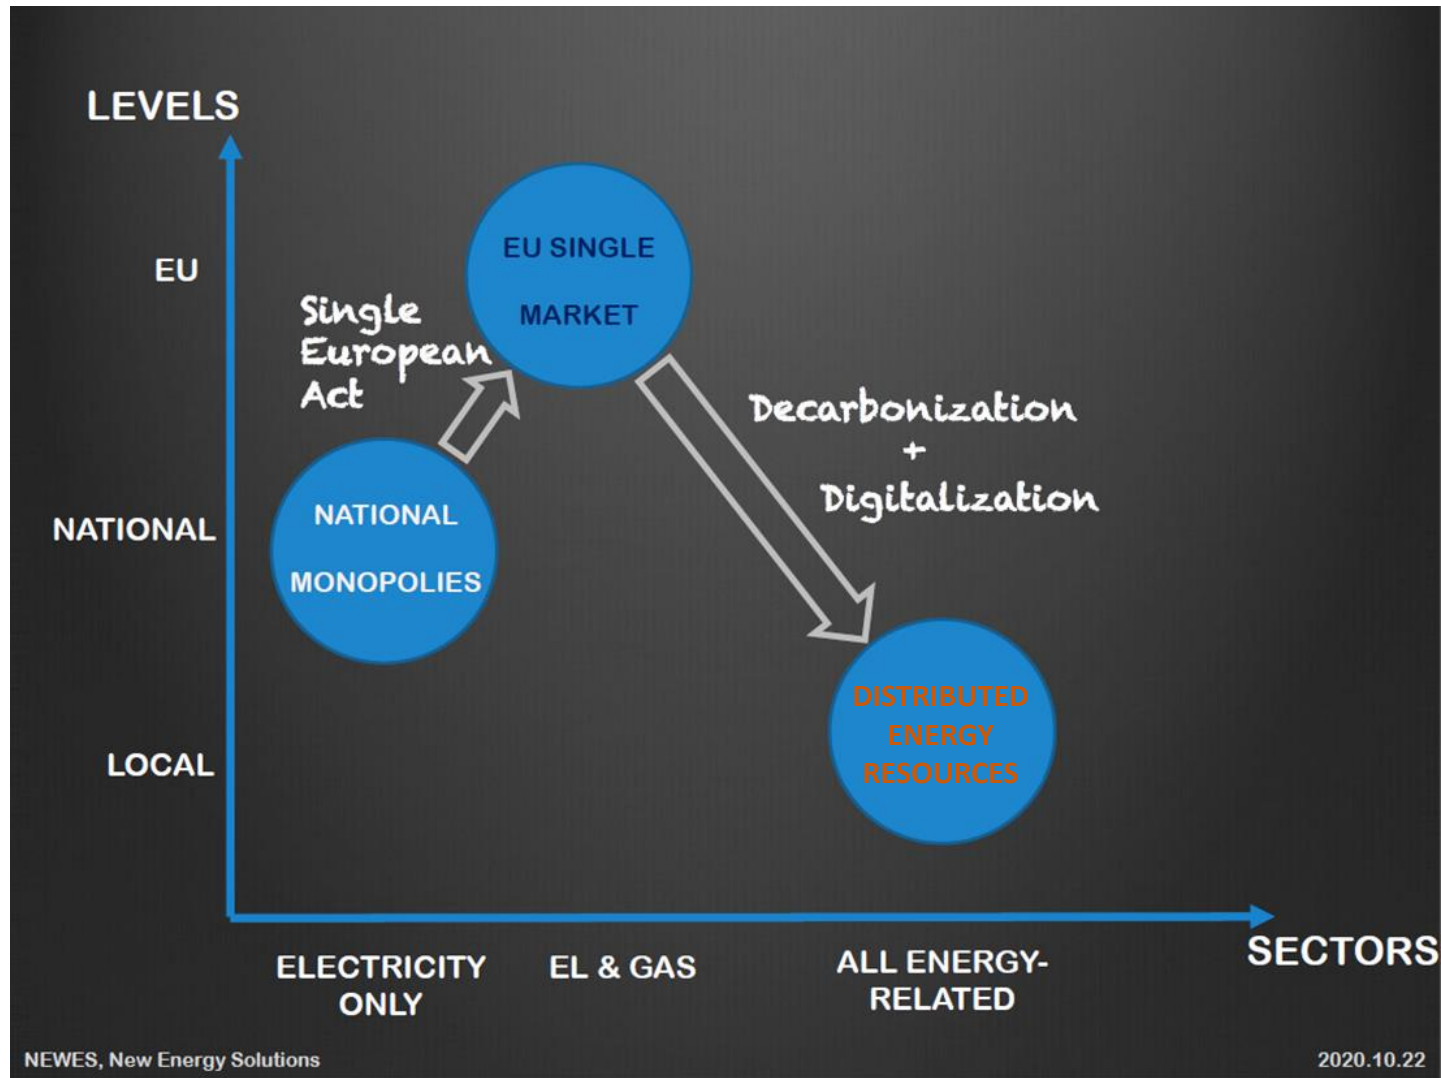 LEVELS
EU
EU SINGLE
MARKET
Single
European
Act
Decarbonization
+
Digitalization
NATIONAL
NATIONAL
MONOPOLIES
DISTRIBUTED
ENERGY
RESOURCES
LOCAL
SECTORS
ELECTRICITY
ONLY
EL & GAS
ALL ENERGY-
RELATED
NEWES, New Energy Solutions
2020.10.22